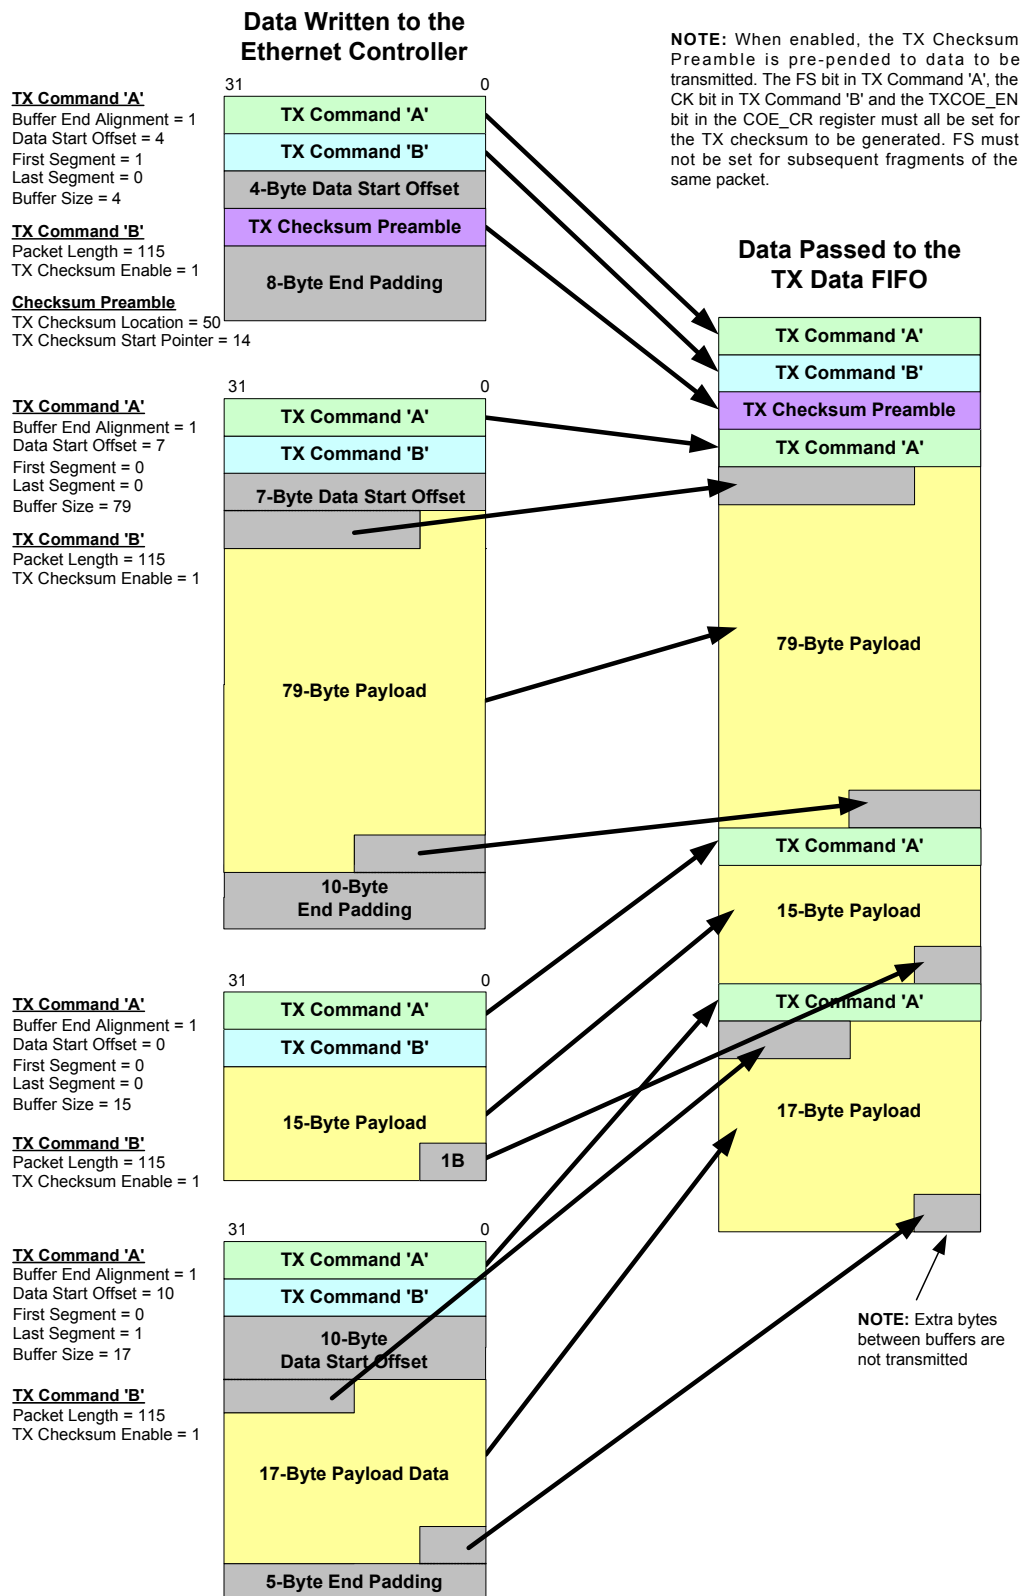 Data Written to the
Ethernet Controller
NOTE: When enabled, the TX Checksum
Preamble is pre-pended to data to be
transmitted. The FS bit in TX Command 'A', the
CK bit in TX Command 'B' and the TXCOE_EN
bit in the COE_CR register must all be set for
the TX checksum to be generated. FS must
not be set for subsequent fragments of the
same packet.
31
0
TX Command 'A'
Buffer End Alignment = 1
Data Start Offset = 4
First Segment = 1
Last Segment = 0
Buffer Size = 4
TX Command 'B'
Packet Length = 115
TX Checksum Enable = 1
Checksum Preamble
TX Checksum Location = 50
TX Checksum Start Pointer = 14
TX Command 'A'
TX Command 'B'
4-Byte Data Start Offset
TX Checksum Preamble
8-Byte End Padding
Data Passed to the
TX Data FIFO
TX Command 'A'
TX Command 'B'
TX Checksum Preamble
TX Command 'A'
79-Byte Payload
TX Command 'A'
15-Byte Payload
TX Command 'A'
17-Byte Payload
NOTE: Extra bytes
between buffers are
not transmitted
31
0
TX Command 'A'
Buffer End Alignment = 1
Data Start Offset = 7
First Segment = 0
Last Segment = 0
Buffer Size = 79
TX Command 'B'
Packet Length = 115
TX Checksum Enable = 1
TX Command 'A'
TX Command 'B'
7-Byte Data Start Offset
79-Byte Payload
10-Byte
End Padding
31
0
TX Command 'A'
Buffer End Alignment = 1
Data Start Offset = 0
First Segment = 0
Last Segment = 0
Buffer Size = 15
TX Command 'B'
Packet Length = 115
TX Checksum Enable = 1
TX Command 'A'
TX Command 'B'
15-Byte Payload
1B
31
0
TX Command 'A'
Buffer End Alignment = 1
Data Start Offset = 10
First Segment = 0
Last Segment = 1
Buffer Size = 17
TX Command 'B'
Packet Length = 115
TX Checksum Enable = 1
TX Command 'A'
TX Command 'B'
10-Byte
Data Start Offset
17-Byte Payload Data
5-Byte End Padding